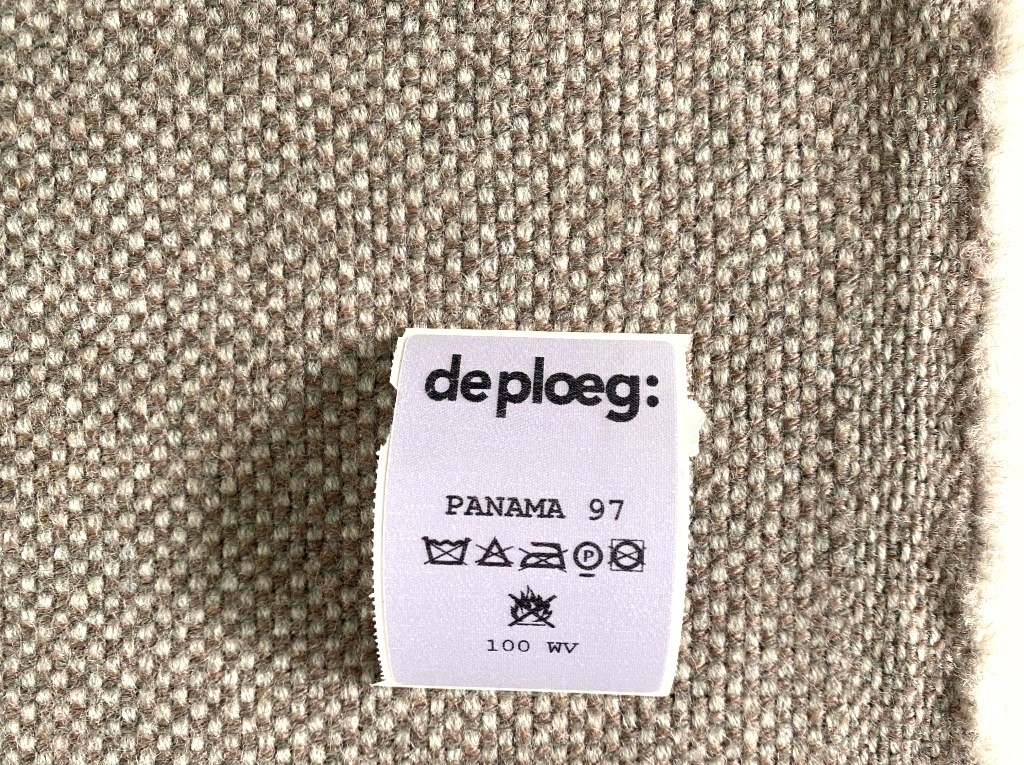 de ploeg:
PANAMA 97
P
100 WV